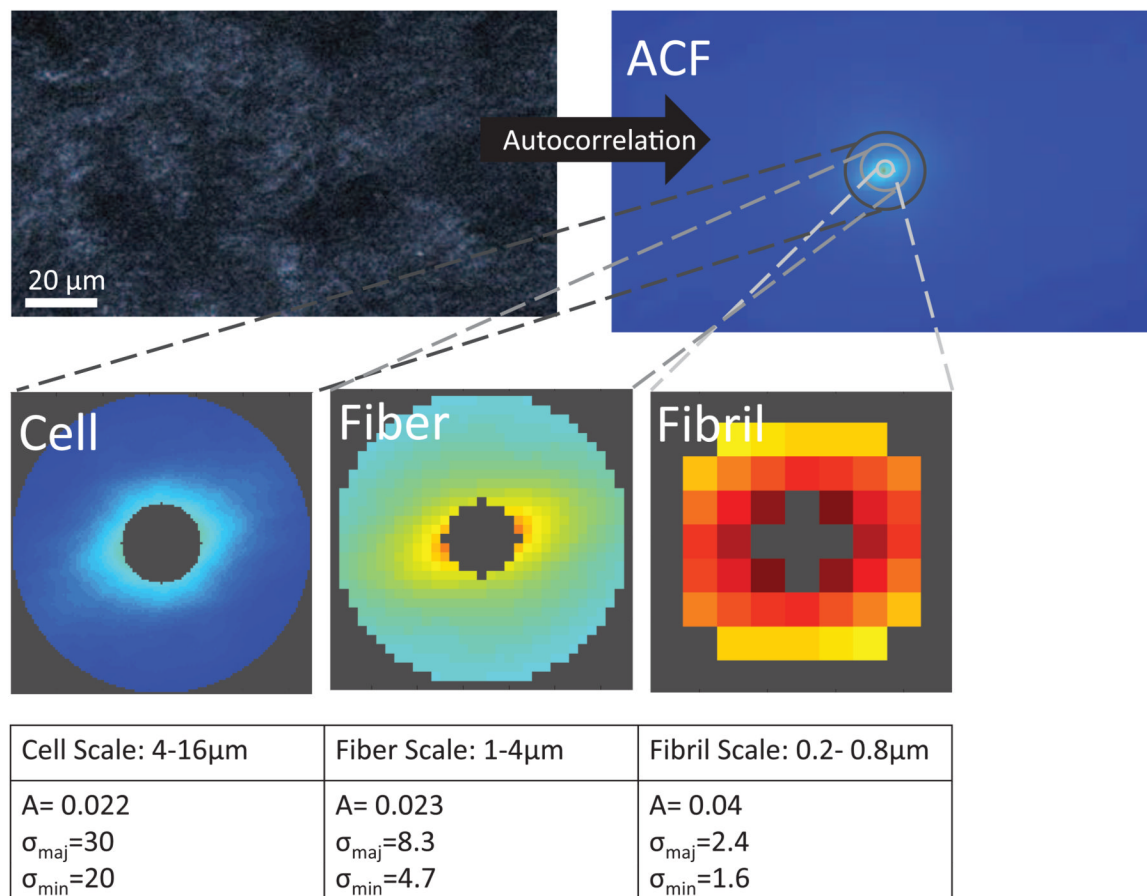 ACF
Autocorrelation
20 μm
Cell
Fiber
Fibril
Cell Scale: 4-16μm
Fiber Scale: 1-4μm
Fibril Scale: 0.2- 0.8μm
A= 0.022
A= 0.023
A= 0.04
σmaj=30
σmaj=8.3
σmaj=2.4
σmin=20
σmin=4.7
σmin=1.6